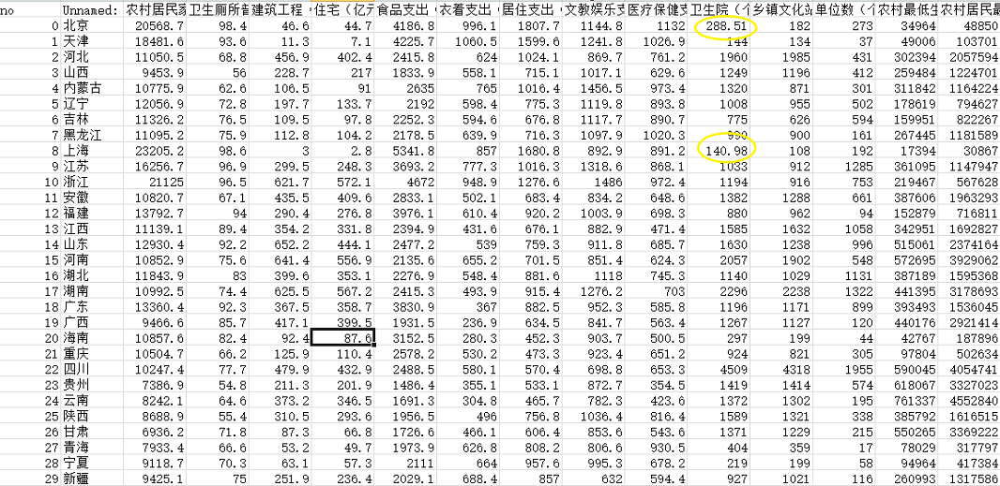 no Unnamed: 农村居民家 卫生厕所普 建筑工程（ 住宅（亿元 食品支出（ 衣着支出（ 居住支出（ 文教娱乐支 医疗保健支 卫生院（个 乡镇文化站 单位数（个 农村最低生 农村居民最
0 北京 20568.7 98.4 46.6 44.7 4186.8 996.1 1807.7 1144.8 1132 288.51 182 273 34964 48850
1 天津 18481.6 93.6 11.3 7.1 4225.7 1060.5 1599.6 1241.8 1026.9 144 134 37 49006 103701
2 河北 11050.5 68.8 456.9 402.4 2415.8 624 1024.1 869.7 761.2 1960 1985 431 302394 2057594
3 山西 9453.9 56 228.7 217 1833.9 558.1 715.1 1017.1 629.6 1249 1196 412 259484 1224701
4 内蒙古 10775.9 62.6 106.5 91 2635 765 1016.4 1456.5 973.4 1320 871 301 311842 1164224
5 辽宁 12056.9 72.8 197.7 133.7 2192 598.4 775.3 1119.8 893.8 1008 955 502 178619 794627
6 吉林 11326.2 76.5 109.5 97.8 2252.3 594.6 676.8 1117.7 890.7 775 626 594 159951 822267
7 黑龙江 11095.2 75.9 112.8 104.2 2178.5 639.9 716.3 1097.9 1020.3 990 900 161 267445 1181589
8 上海 23205.2 98.6 3 2.8 5341.8 857 1680.8 892.9 891.2 140.98 108 192 17394 30867
9 江苏 16256.7 96.9 299.5 248.3 3693.2 777.3 1016.3 1318.6 868.1 1033 912 1285 361095 1147947
10 浙江 21125 96.5 621.7 572.1 4672 948.9 1276.6 1486 972.4 1194 916 753 219467 567628
11 安徽 10820.7 67.1 435.5 409.6 2833.1 502.1 683.4 834.2 648.6 1382 1288 661 387606 1963293
12 福建 13792.7 94 290.4 276.8 3976.1 610.4 920.2 1003.9 698.3 880 962 94 152879 716811
13 江西 11139.1 89.4 354.2 331.8 2394.9 431.6 676.1 882.9 471.4 1585 1632 1058 342951 1692827
14 山东 12930.4 92.2 652.2 444.1 2477.2 539 759.3 911.8 685.7 1630 1238 996 515061 2374164
15 河南 10852.9 75.6 641.4 556.9 2135.6 655.2 701.5 851.4 624.3 2057 1902 548 572695 3929062
16 湖北 11843.9 83 399.6 353.1 2276.9 548.4 881.6 1118 745.3 1140 1029 1131 387189 1595368
17 湖南 10992.5 74.4 625.5 567.2 2415.3 493.9 915.4 1276.2 703 2296 2238 1322 441395 3178693
18 广东 13360.4 92.3 367.5 358.7 3830.9 367 882.5 952.3 585.8 1196 1171 899 393493 1536045
19 广西 9466.6 85.7 417.1 399.5 1931.5 236.9 634.5 841.7 563.4 1267 1127 120 440176 2921414
20 海南 10857.6 82.4 92.4 87.6 3152.5 280.3 452.3 903.7 500.5 297 199 44 42767 187896
21 重庆 10504.7 66.2 125.9 110.4 2578.2 530.2 473.3 923.4 651.2 924 821 305 97804 502634
22 四川 10247.4 77.7 479.9 432.9 2488.5 580.1 570.4 698.8 653.3 4509 4318 1955 590045 4054741
23 贵州 7386.9 54.8 211.3 201.9 1486.4 355.1 533.1 872.7 354.5 1419 1414 574 618067 3327023
24 云南 8242.1 64.6 373.2 346.5 1691.3 304.8 465.7 782.3 423.6 1372 1302 195 761337 4552840
25 陕西 8688.9 55.4 310.5 293.6 1956.5 496 756.8 1036.4 816.4 1589 1321 338 385792 1616515
26 甘肃 6936.2 71.8 87.3 66.8 1726.6 466.1 606.4 853.6 543.6 1371 1229 215 550265 3369222
27 青海 7933.4 66.6 53.2 49.7 1973.9 626.8 808.2 806.6 930.5 404 359 17 78029 317797
28 宁夏 9118.7 70.3 63.1 57.3 2111 664 957.6 995.3 678.2 219 199 58 94964 417384
29 新疆 9425.1 75 251.9 236.4 2029.1 688.4 857 632 594.4 927 1021 116 260993 1317586